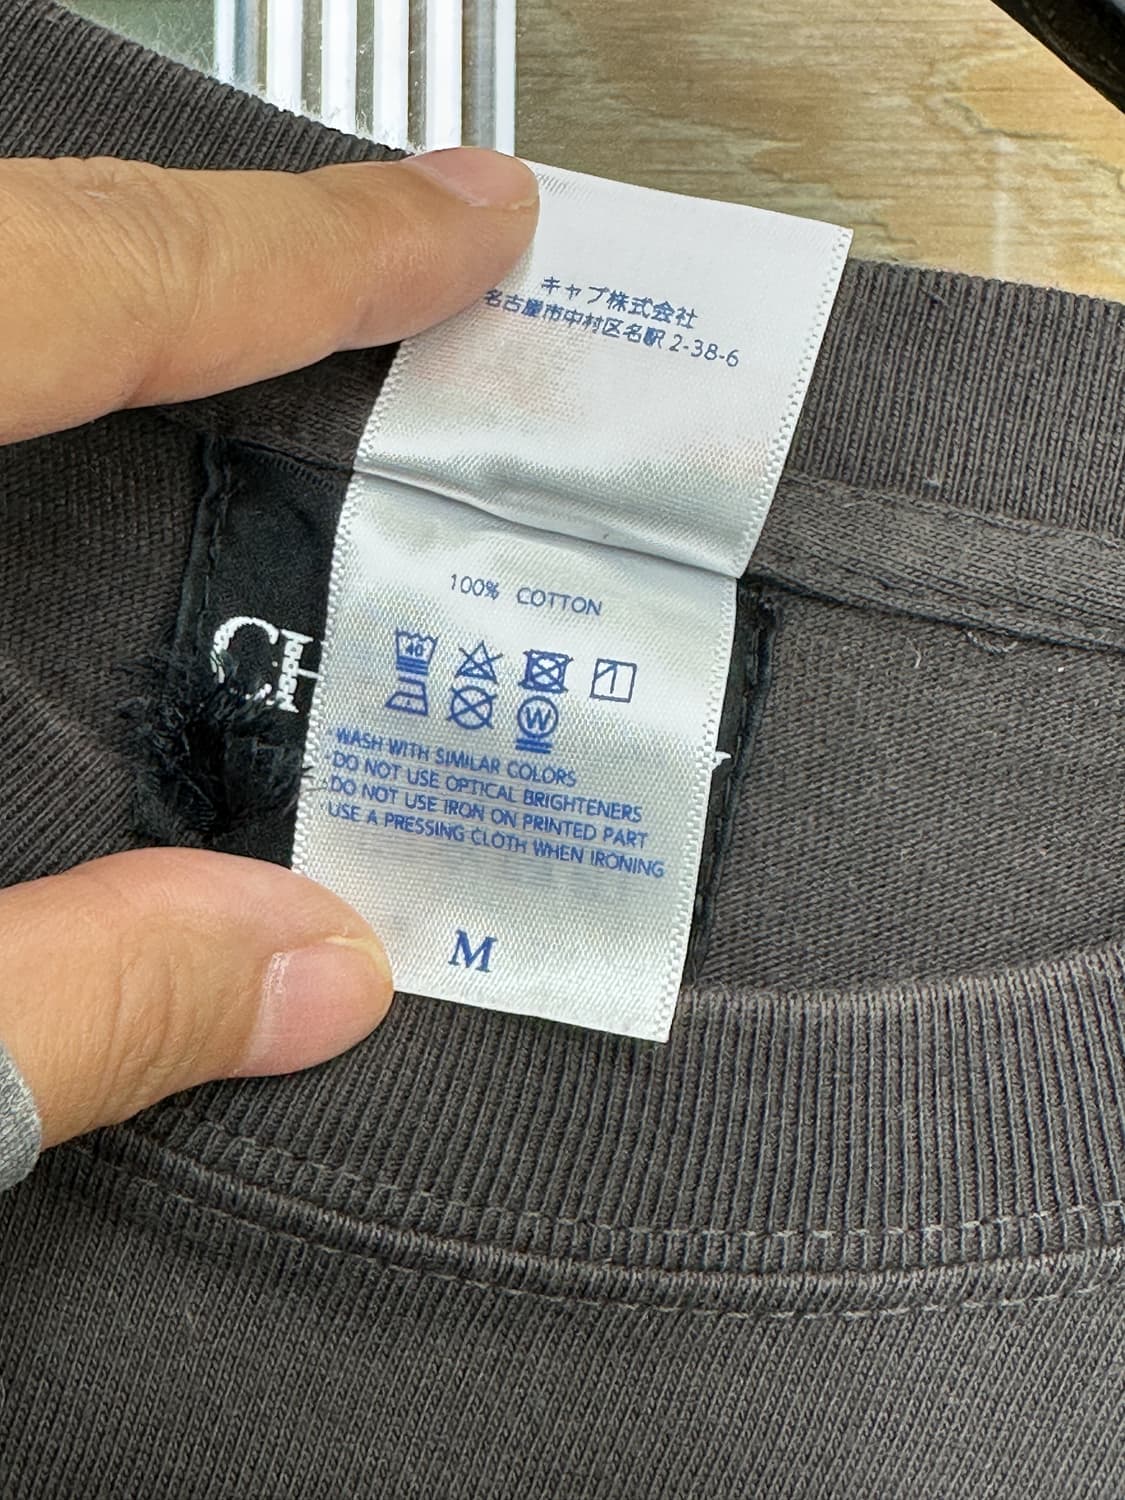 キャプ株式会社
名古屋市中村区名駅 2-38-6
100% COTTON
40
W
WASH WITH SIMILAR COLORS
DO NOT USE OPTICAL BRIGHTENERS
DO NOT USE IRON ON PRINTED PART
USE A PRESSING CLOTH WHEN IRONING
M
CH